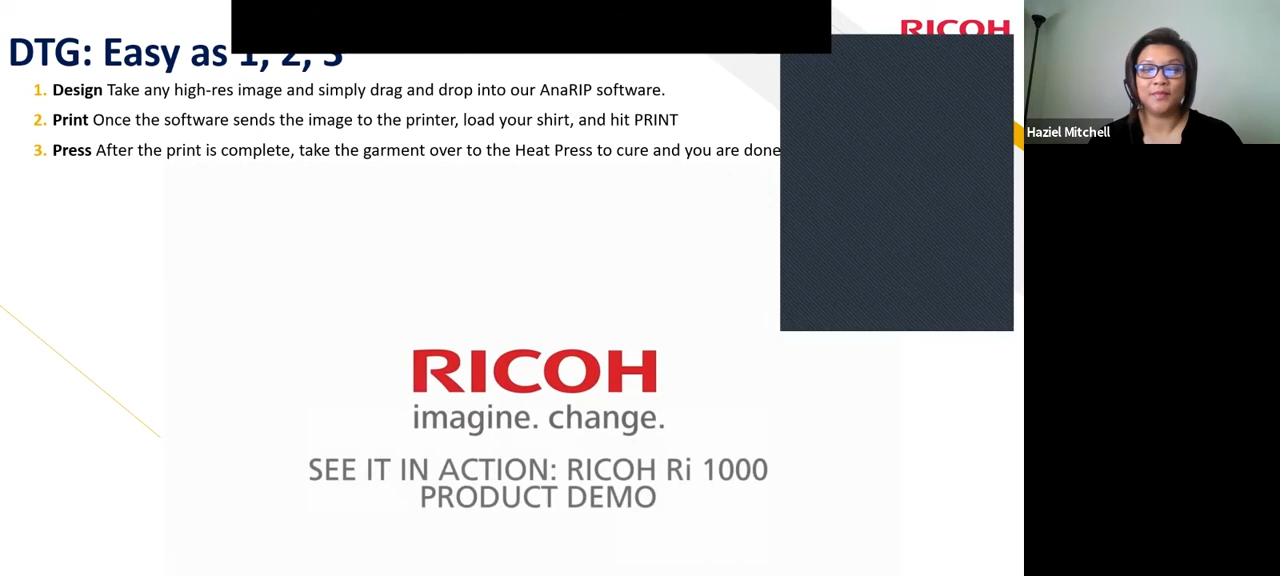 RICOH
DTG: Easy as 1, 2, 3
1. Design Take any high-res image and simply drag and drop into our AnaRIP software.
2. Print Once the software sends the image to the printer, load your shirt, and hit PRINT
3. Press After the print is complete, take the garment over to the Heat Press to cure and you are done
Haziel Mitchell
RICOH
imagine. change.
SEE IT IN ACTION: RICOH Ri 1000
PRODUCT DEMO